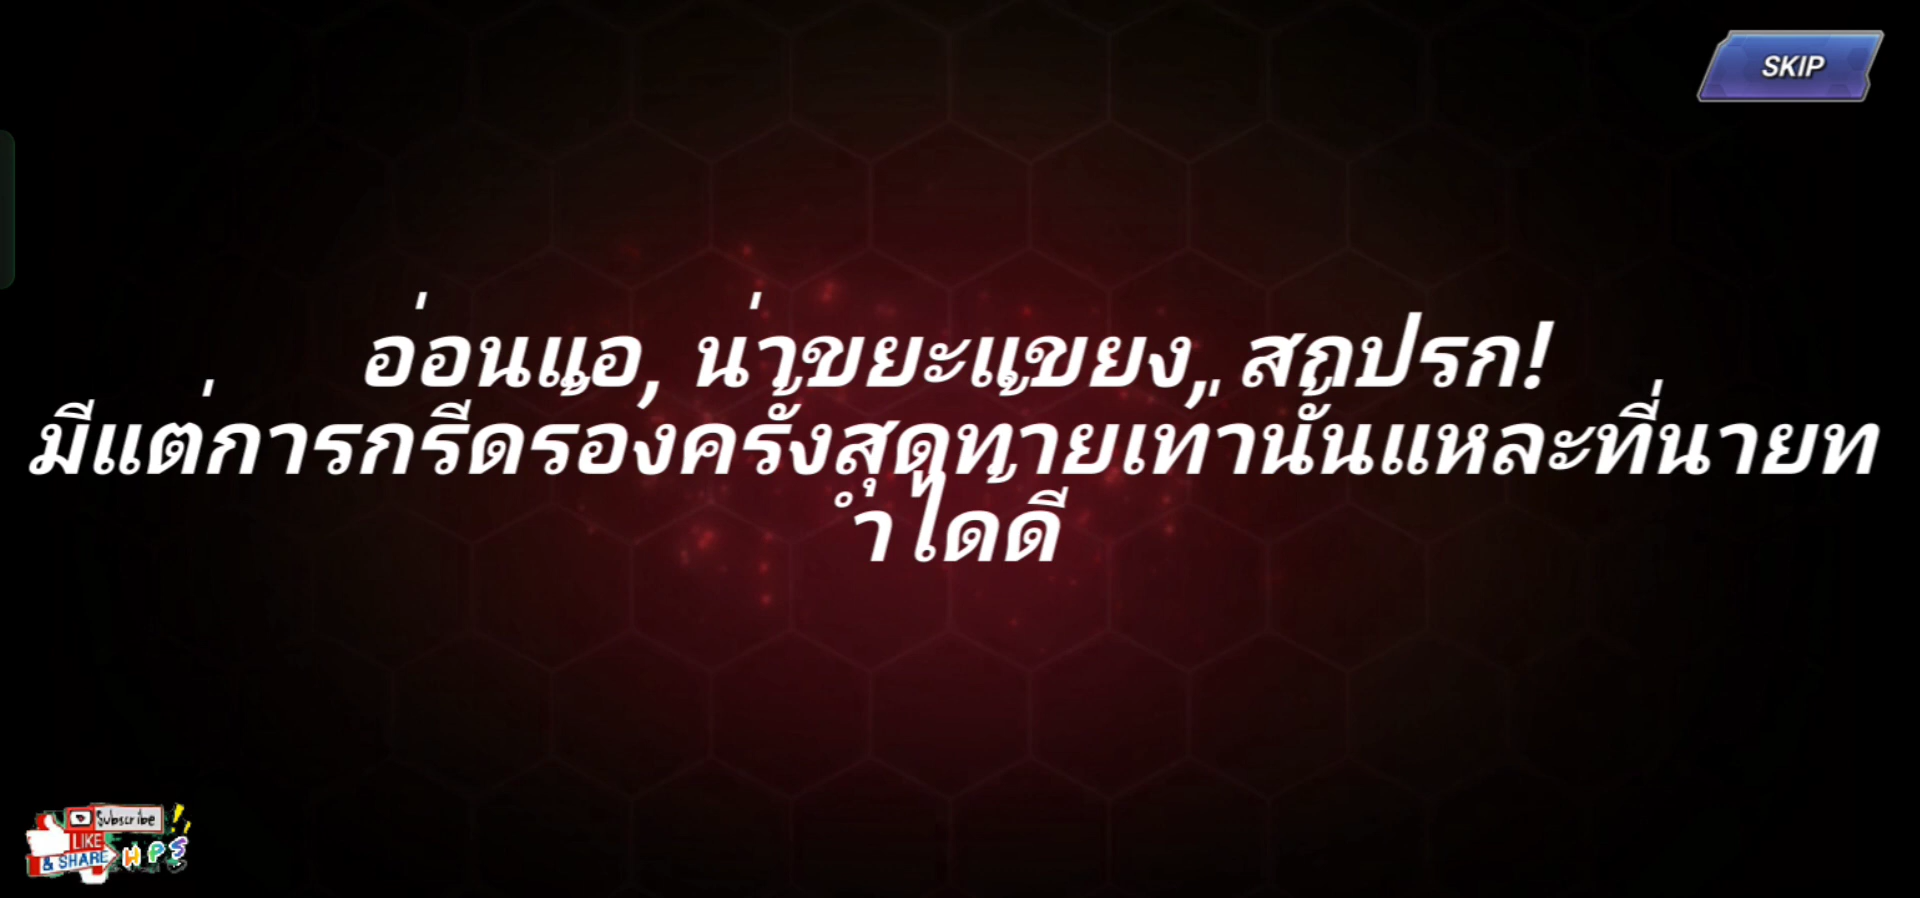 SKIP
อ่อนแอ, น่าขยะแขยง, สถปรก!
มีแต่การกรีดร้องครั้งสุดท้ายเท่านั้นแหละที่นายท
ำได้ดี
Subscribe
LIKE
& SHARE
HPS